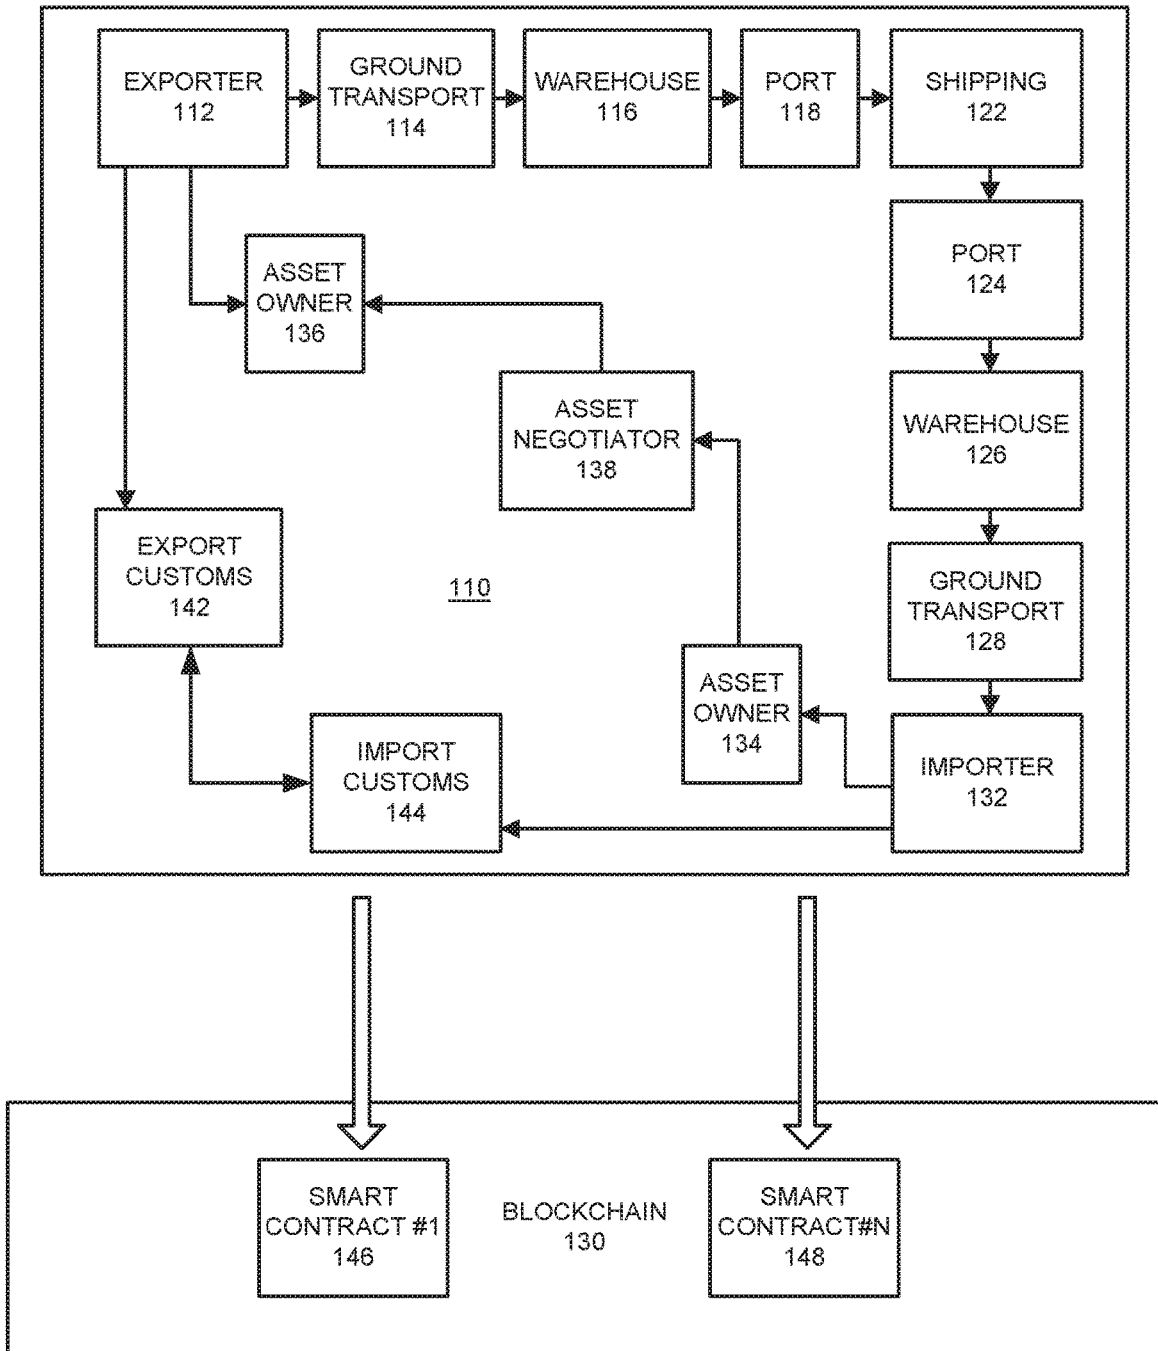 EXPORTER
112
GROUND
TRANSPORT
114
WAREHOUSE
116
PORT
118
SHIPPING
122
PORT
124
ASSET
OWNER
136
ASSET
NEGOTIATOR
138
WAREHOUSE
126
EXPORT
CUSTOMS
142
110
GROUND
TRANSPORT
128
ASSET
OWNER
134
IMPORT
CUSTOMS
144
IMPORTER
132
SMART
CONTRACT #1
146
BLOCKCHAIN
130
SMART
CONTRACT#N
148